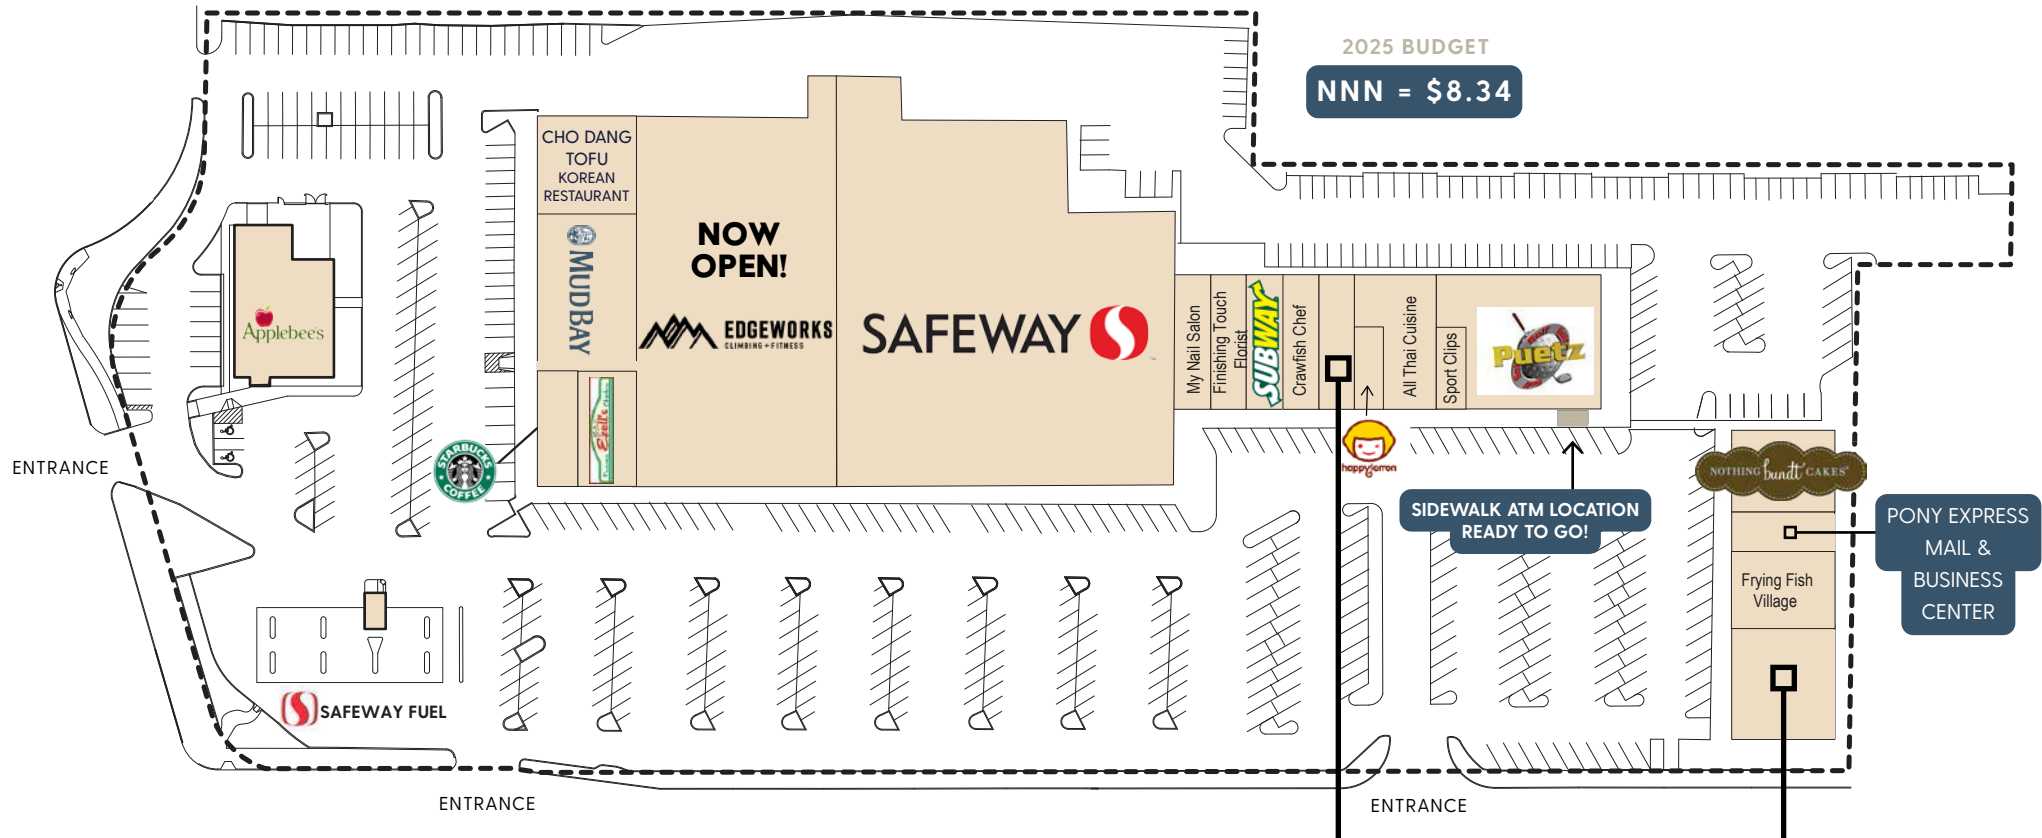 2025 BUDGET
NNN = $8.34
CHO DANG
TOFU
KOREAN
RESTAURANT
MUDBAY
NOW
OPEN!
EDGEWORKS
CLIMBING + FITNESS
SAFEWAY
Applebee's
STARBUCKS
COFFEE
Ezell's
My Nail Salon
Finishing Touch
Florist
SUBWAY
Crawfish Chef
happylemon
All Thai Cuisine
Sport Clips
Puetz
SIDEWALK ATM LOCATION
READY TO GO!
NOTHING bundt CAKES
PONY EXPRESS
MAIL &
BUSINESS
CENTER
Frying Fish
Village
SAFEWAY FUEL
ENTRANCE
ENTRANCE
ENTRANCE